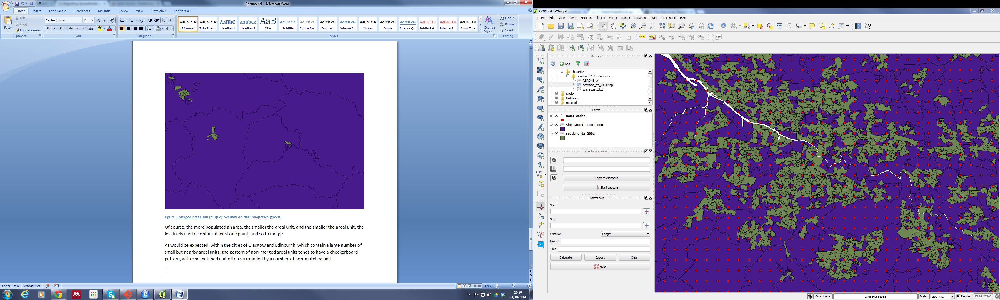 Document1 - Microsoft Word
Home Insert Page Layout References Mailings Review View Developer EndNote X6
Paste
Cut
Copy
Format Painter
Clipboard
Calibri (Body) 11
Font
Paragraph
AaBbCcDc AaBbCcDc AaBbC AaBbCc AaB AaBbCc. AaBbCcDc AaBbCcDc AaBbCcDc AaBbCcDc AaBbCcDc AaBbCcDc AABBCCDE AABBCCDE AABBCCDE
¶ Normal ¶ No Spaci... Heading 1 Heading 2 Title Subtitle Subtle Em... Emphasis Intense E... Strong Quote Intense Q... Subtle Ref... Intense R... Book Title
Styles
Change Styles
Find
Replace
Select
Editing
Figure 5 Merged areal unit (purple) overlaid on 2001 shapefiles (green).
Of course, the more populated an area, the smaller the areal unit, and the smaller the areal unit, the
less likely it is to contain at least one point, and so to merge.
As would be expected, within the cities of Glasgow and Edinburgh, which contain a large number of
small but nearby areal units, the pattern of non-merged areal units tends to have a checkerboard
pattern, with one matched unit often surrounded by a number of non-matched unit
Page: 6 of 6 Words: 499
120%
16:20
14/10/2014
QGIS 2.4.0-Chugiak
Project Edit View Layer Settings Plugins Vector Raster Database Web Processing Help
CSW
Browser
Add
shapefiles
scotland_2001_datazones
README.txt
scotland_dz_2001.shp
wfsrequest.txt
Kindle
NetBeans
postcode
Layers
point_codes
shp_target_points_join
scotland_dz_2001
Coordinate Capture
Copy to clipboard
Start capture
Shortest path
Start
Stop
Criterion Length
Length
Time
Calculate Export Clear
Help
Coordinate: 244866,651968 Scale 1:99,482 Render EPSG:27700